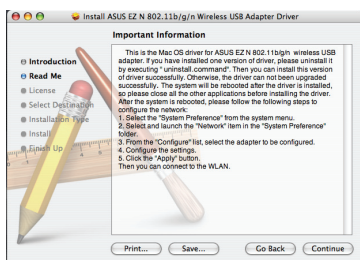 Install ASUS EZ N 802.11b/g/n Wireless USB Adapter Driver
Important Information
Introduction
Read Me
License
Select Destination
Installation Type
Install
Finish Up
This is the Mac OS driver for ASUS EZ N 802.11b/g/n wireless USB
adapter. If you have installed one version of driver, please uninstall it
by executing " uninstall.command". Then you can install this version
of driver successfully. Otherwise, the driver can not been upgraded
successfully. The system will be rebooted after the driver is installed,
so please close all the other applications before installing the driver.
After the system is rebooted, please follow the following steps to
configure the network:
1. Select the "System Preference" from the system menu.
2. Select and launch the "Network" item in the "System Preference"
folder.
3. From the "Configure" list, select the adapter to be configured.
4. Configure the settings.
5. Click the "Apply" button.
Then you can connect to the WLAN.
Print...
Save...
Go Back
Continue